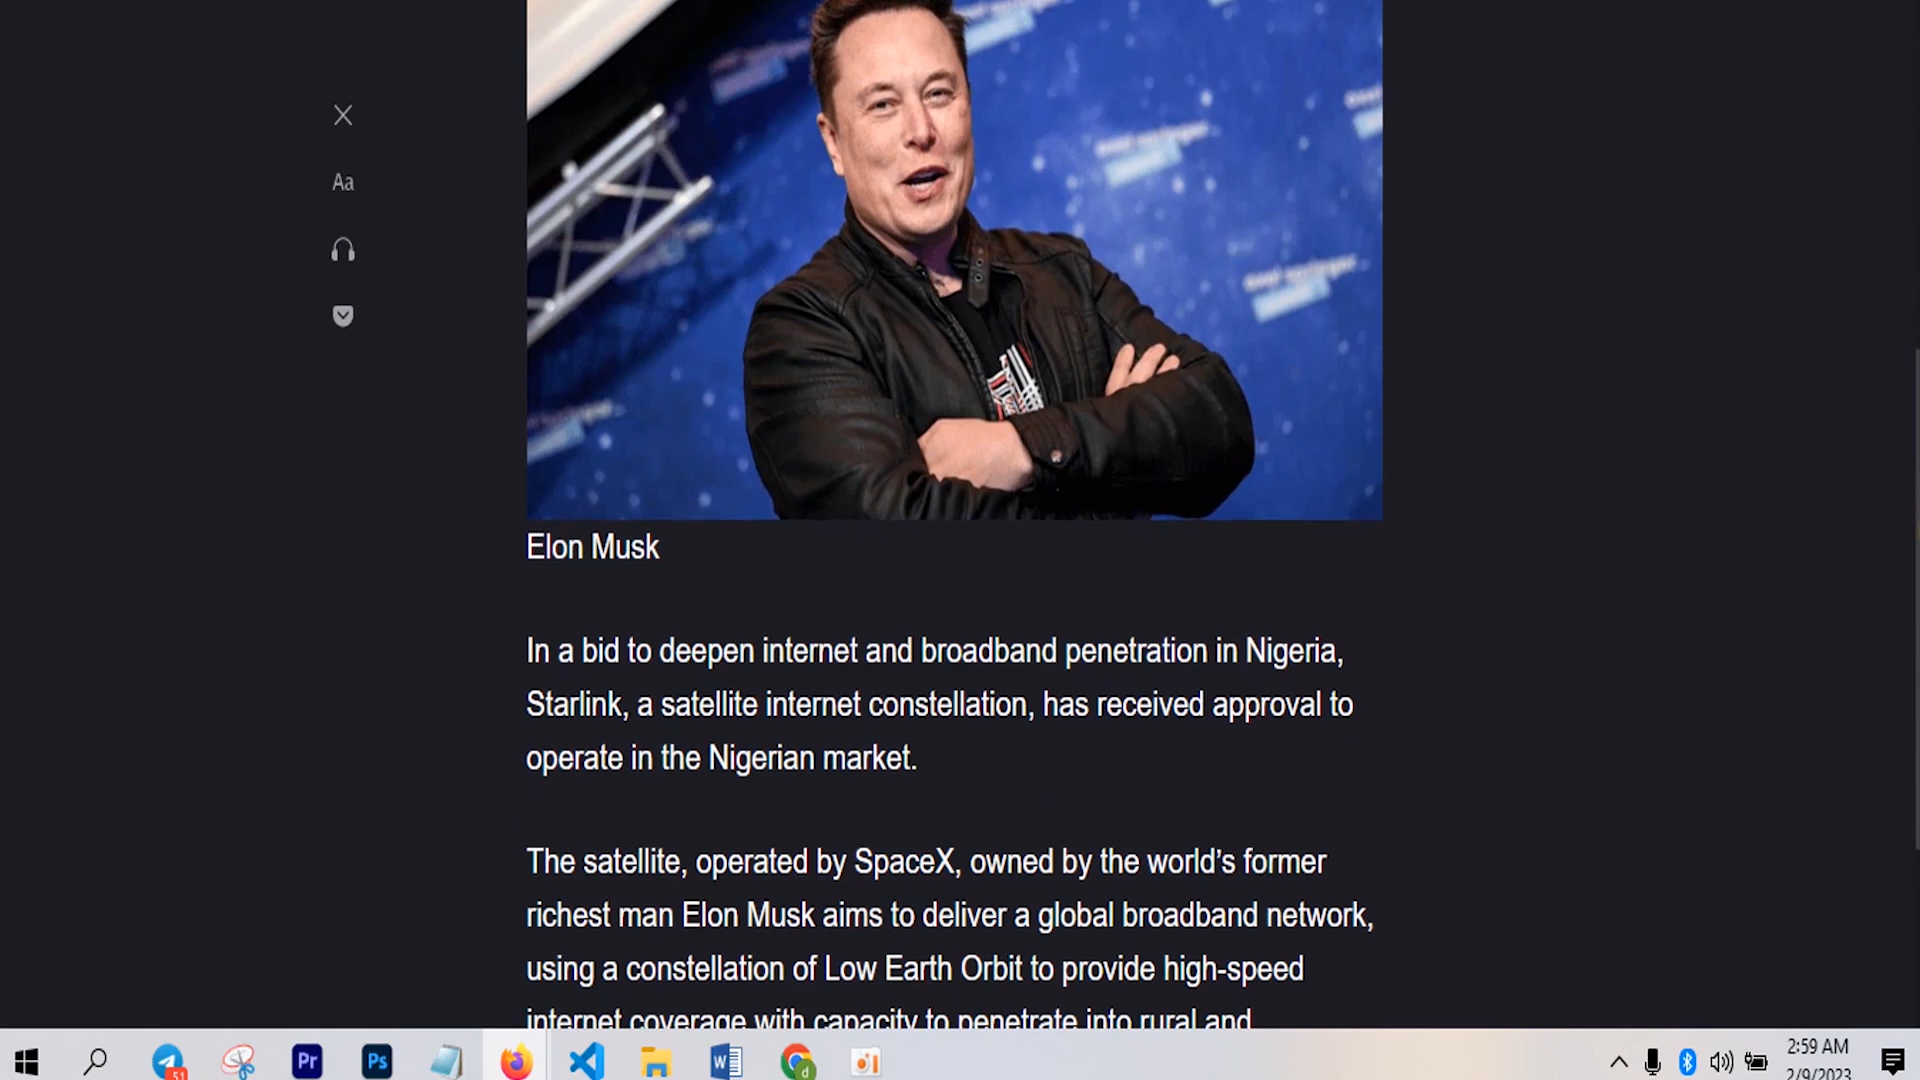 Aa
Elon Musk
In a bid to deepen internet and broadband penetration in Nigeria,
Starlink, a satellite internet constellation, has received approval to
operate in the Nigerian market.
The satellite, operated by SpaceX, owned by the world's former
richest man Elon Musk aims to deliver a global broadband network,
using a constellation of Low Earth Orbit to provide high-speed
internet coverage with capacity to penetrate into rural and
51
Pr
Ps
W
d
2:59 AM
2/9/2023